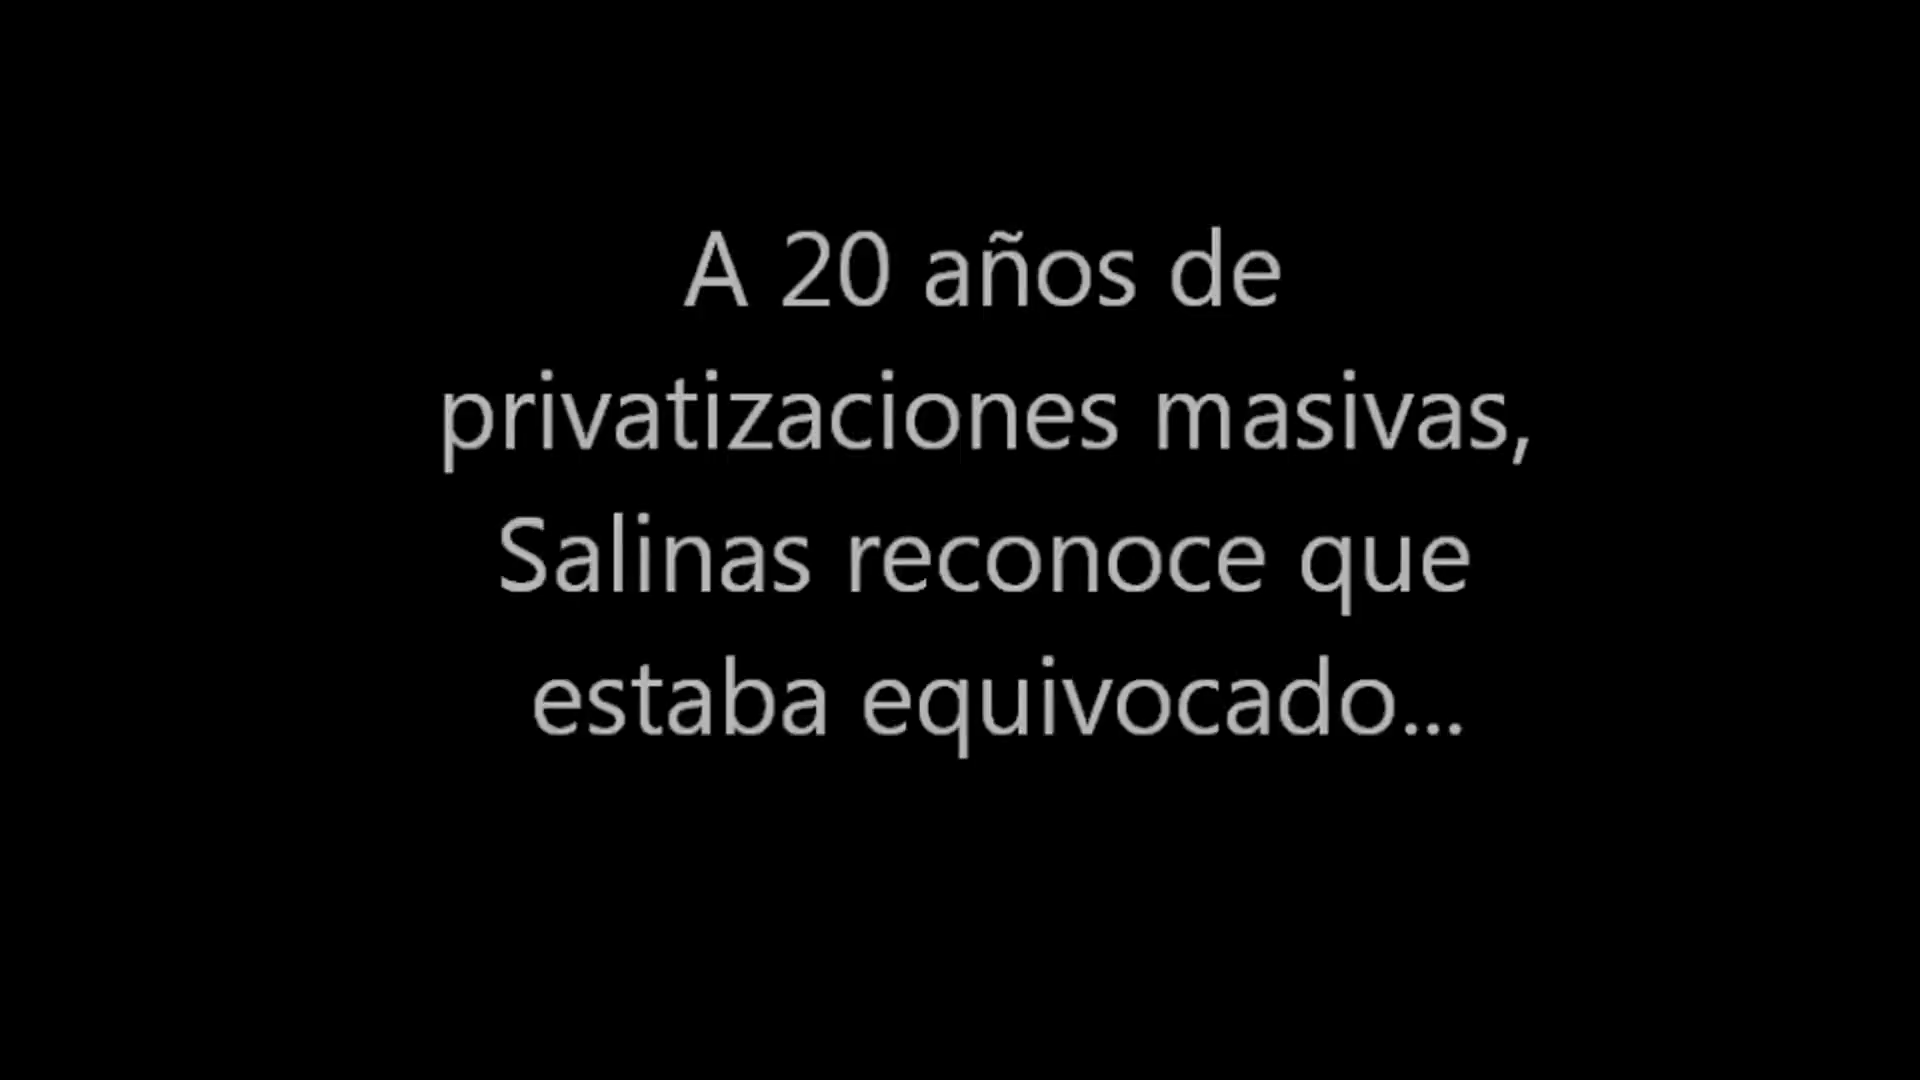 A 20 años de
privatizaciones masivas,
Salinas reconoce que
estaba equivocado...